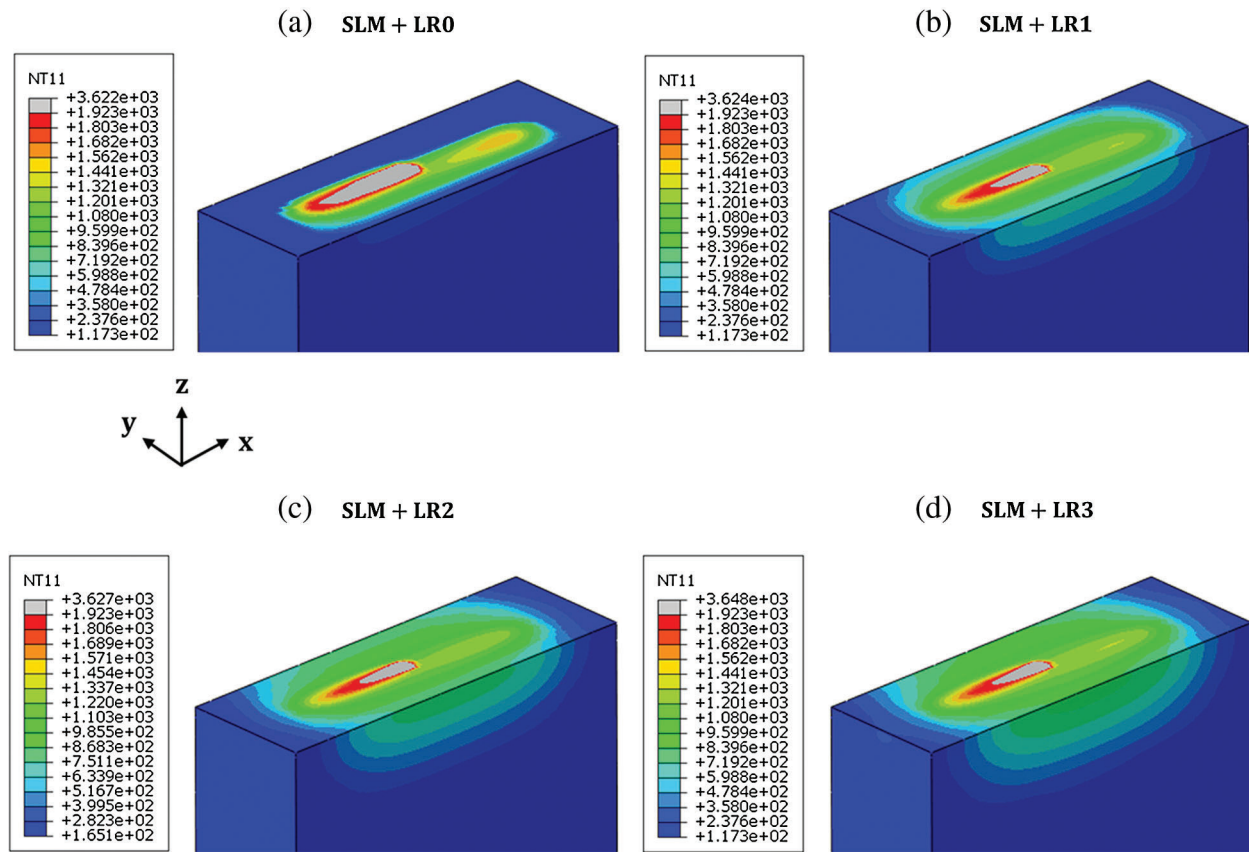 (a) SLM + LR0
NT11
+3.622e+03
+1.923e+03
+1.803e+03
+1.682e+03
+1.562e+03
+1.441e+03
+1.321e+03
+1.201e+03
+1.080e+03
+9.599e+02
+8.396e+02
+7.192e+02
+5.988e+02
+4.784e+02
+3.580e+02
+2.376e+02
+1.173e+02
(b) SLM + LR1
NT11
+3.624e+03
+1.923e+03
+1.803e+03
+1.682e+03
+1.562e+03
+1.441e+03
+1.321e+03
+1.201e+03
+1.080e+03
+9.599e+02
+8.396e+02
+7.192e+02
+5.988e+02
+4.784e+02
+3.580e+02
+2.376e+02
+1.173e+02
z
y
x
(c) SLM + LR2
NT11
+3.627e+03
+1.923e+03
+1.806e+03
+1.689e+03
+1.571e+03
+1.454e+03
+1.337e+03
+1.220e+03
+1.103e+03
+9.855e+02
+8.683e+02
+7.511e+02
+6.339e+02
+5.167e+02
+3.995e+02
+2.823e+02
+1.651e+02
(d) SLM + LR3
NT11
+3.648e+03
+1.923e+03
+1.803e+03
+1.682e+03
+1.562e+03
+1.441e+03
+1.321e+03
+1.201e+03
+1.080e+03
+9.599e+02
+8.396e+02
+7.192e+02
+5.988e+02
+4.784e+02
+3.580e+02
+2.376e+02
+1.173e+02